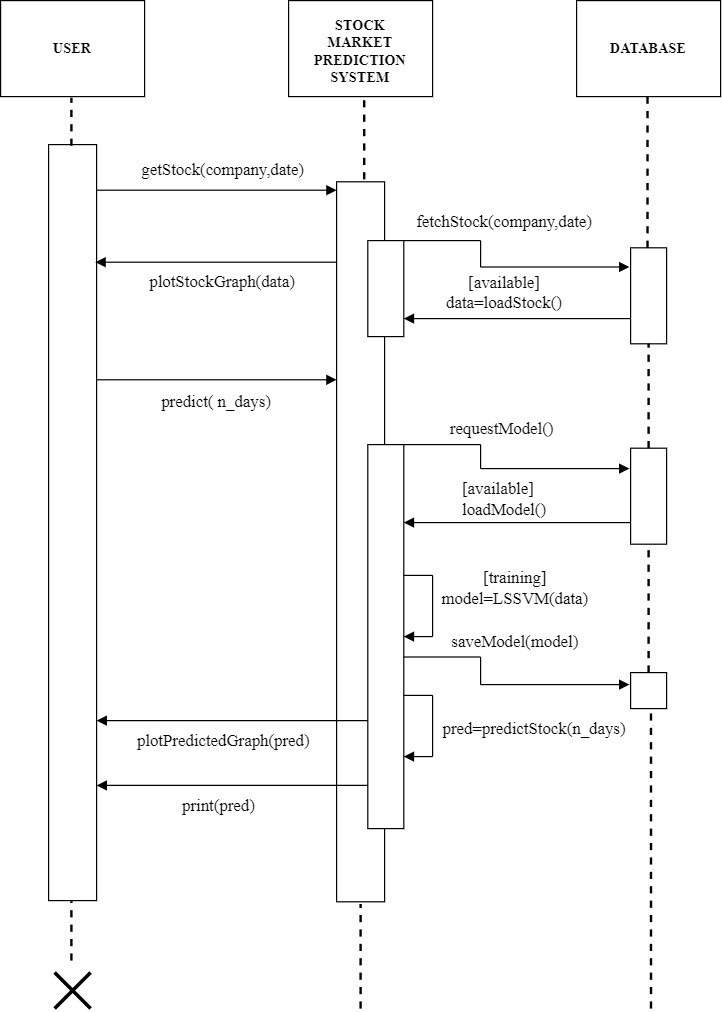 USER
STOCK
MARKET
PREDICTION
SYSTEM
DATABASE
getStock(company,date)
fetchStock(company,date)
plotStockGraph(data)
[available]
data=loadStock()
predict( n_days)
requestModel()
[available]
loadModel()
[training]
model=LSSVM(data)
saveModel(model)
pred=predictStock(n_days)
plotPredictedGraph(pred)
print(pred)